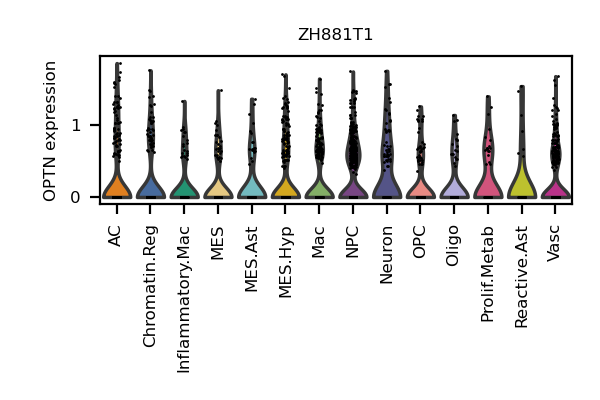 ZH881T1
OPTN expression
1
0
AC
Chromatin.Reg
Inflammatory.Mac
MES
MES.Ast
MES.Hyp
Mac
NPC
Neuron
OPC
Oligo
Prolif.Metab
Reactive.Ast
Vasc